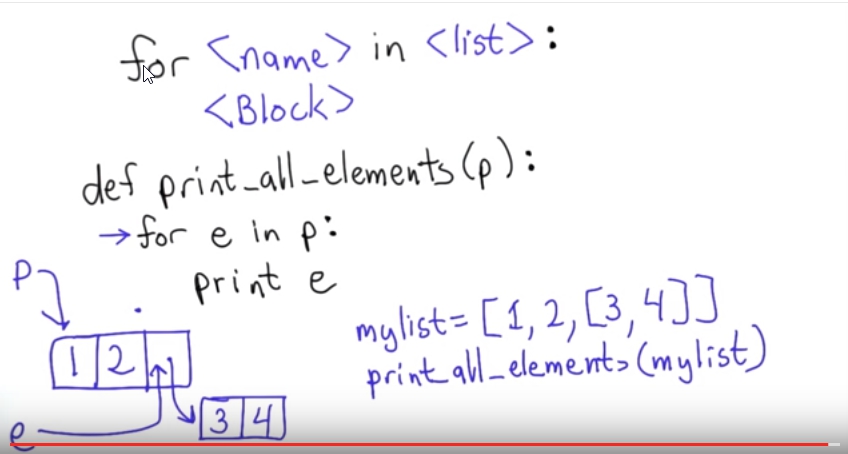 for <name> in <list>:
<Block>
def print_all_elements(p):
→for e in p:
print e
p
mylist= [1, 2, [3, 4]]
print_all_elements(mylist)
1 2
3 4
e